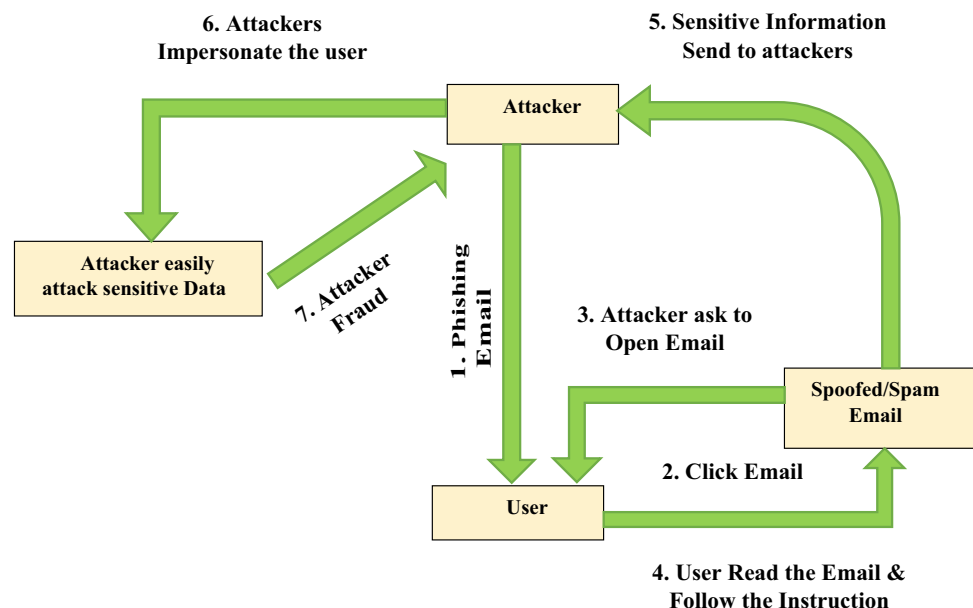 6. Attackers
Impersonate the user
5. Sensitive Information
Send to attackers
Attacker
Attacker easily
attack sensitive Data
7. Attacker
Fraud
1. Phishing
Email
3. Attacker ask to
Open Email
Spoofed/Spam
Email
2. Click Email
User
4. User Read the Email &
Follow the Instruction